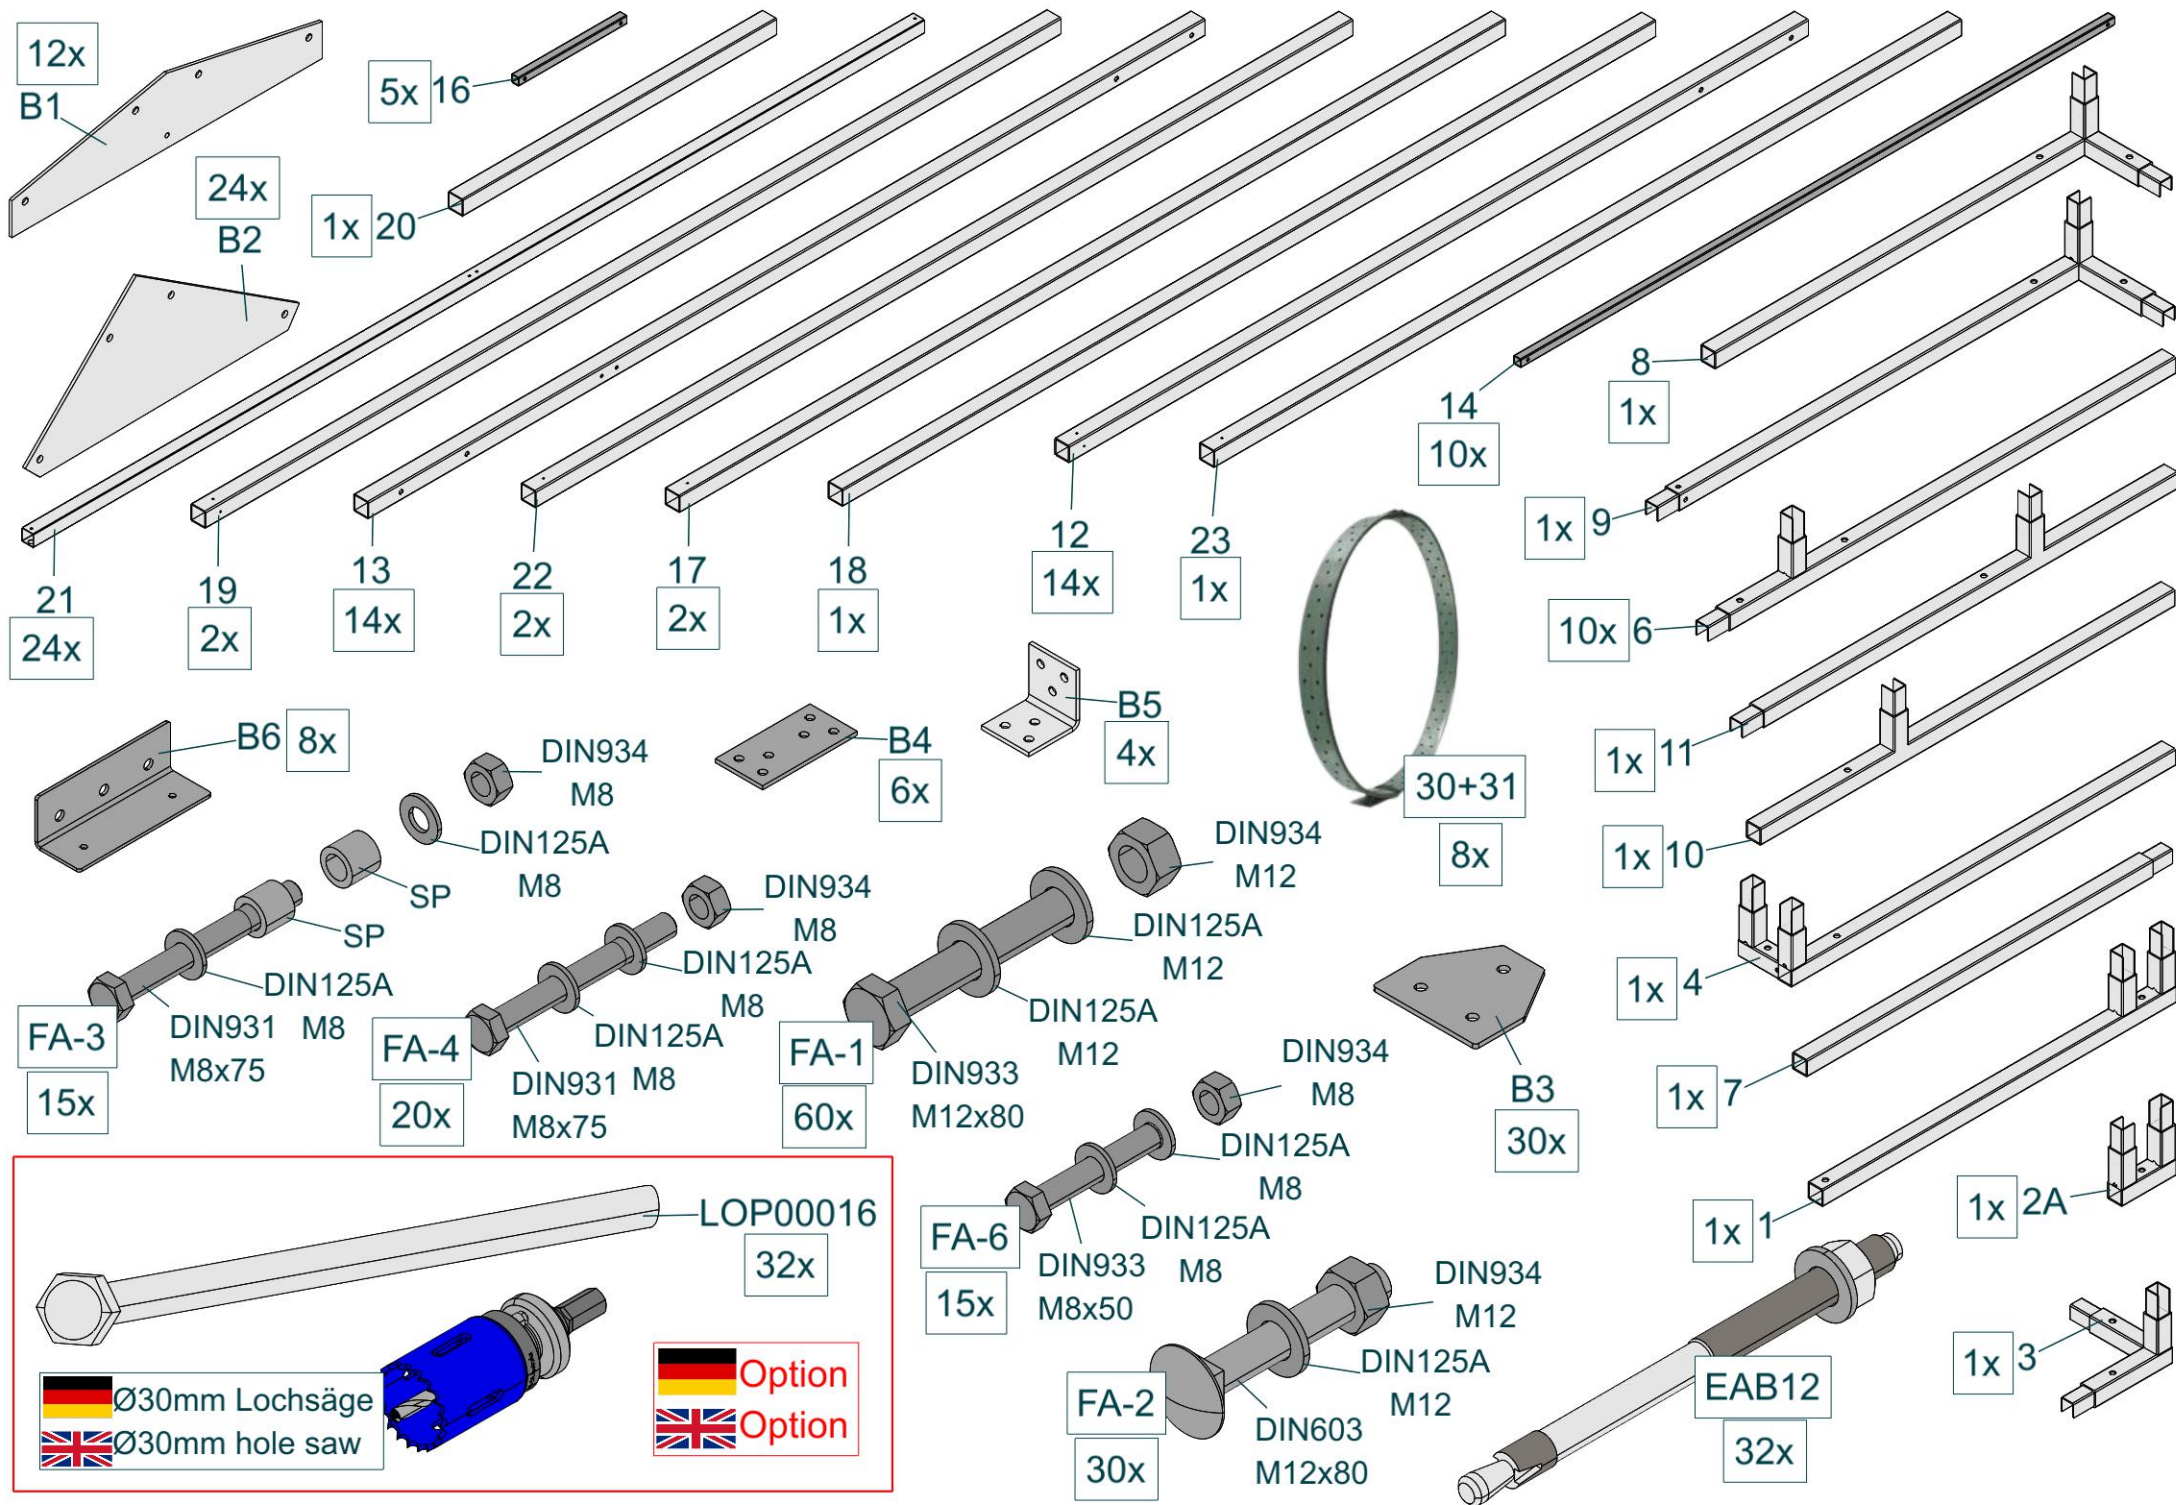 12x
B1
5x 16
24x
B2
1x 20
21
24x
19
2x
13
14x
22
2x
17
2x
18
1x
12
14x
23
1x
14
10x
8
1x
1x 9
10x 6
1x 11
1x 10
1x 4
1x 7
1x 1
1x 2A
1x 3
B6 8x
B4
6x
B5
4x
30+31
8x
DIN934
M8
DIN125A
M8
SP
SP
DIN125A
M8
DIN931
M8x75
FA-3
15x
DIN934
M8
DIN125A
M8
DIN125A
M8
DIN931
M8x75
FA-4
20x
DIN934
M12
DIN125A
M12
DIN125A
M12
DIN933
M12x80
FA-1
60x
B3
30x
DIN934
M8
DIN125A
M8
DIN125A
M8
DIN933
M8x50
FA-6
15x
LOP00016
32x
Ø30mm Lochsäge
Ø30mm hole saw
Option
Option
DIN934
M12
DIN125A
M12
DIN603
M12x80
FA-2
30x
EAB12
32x